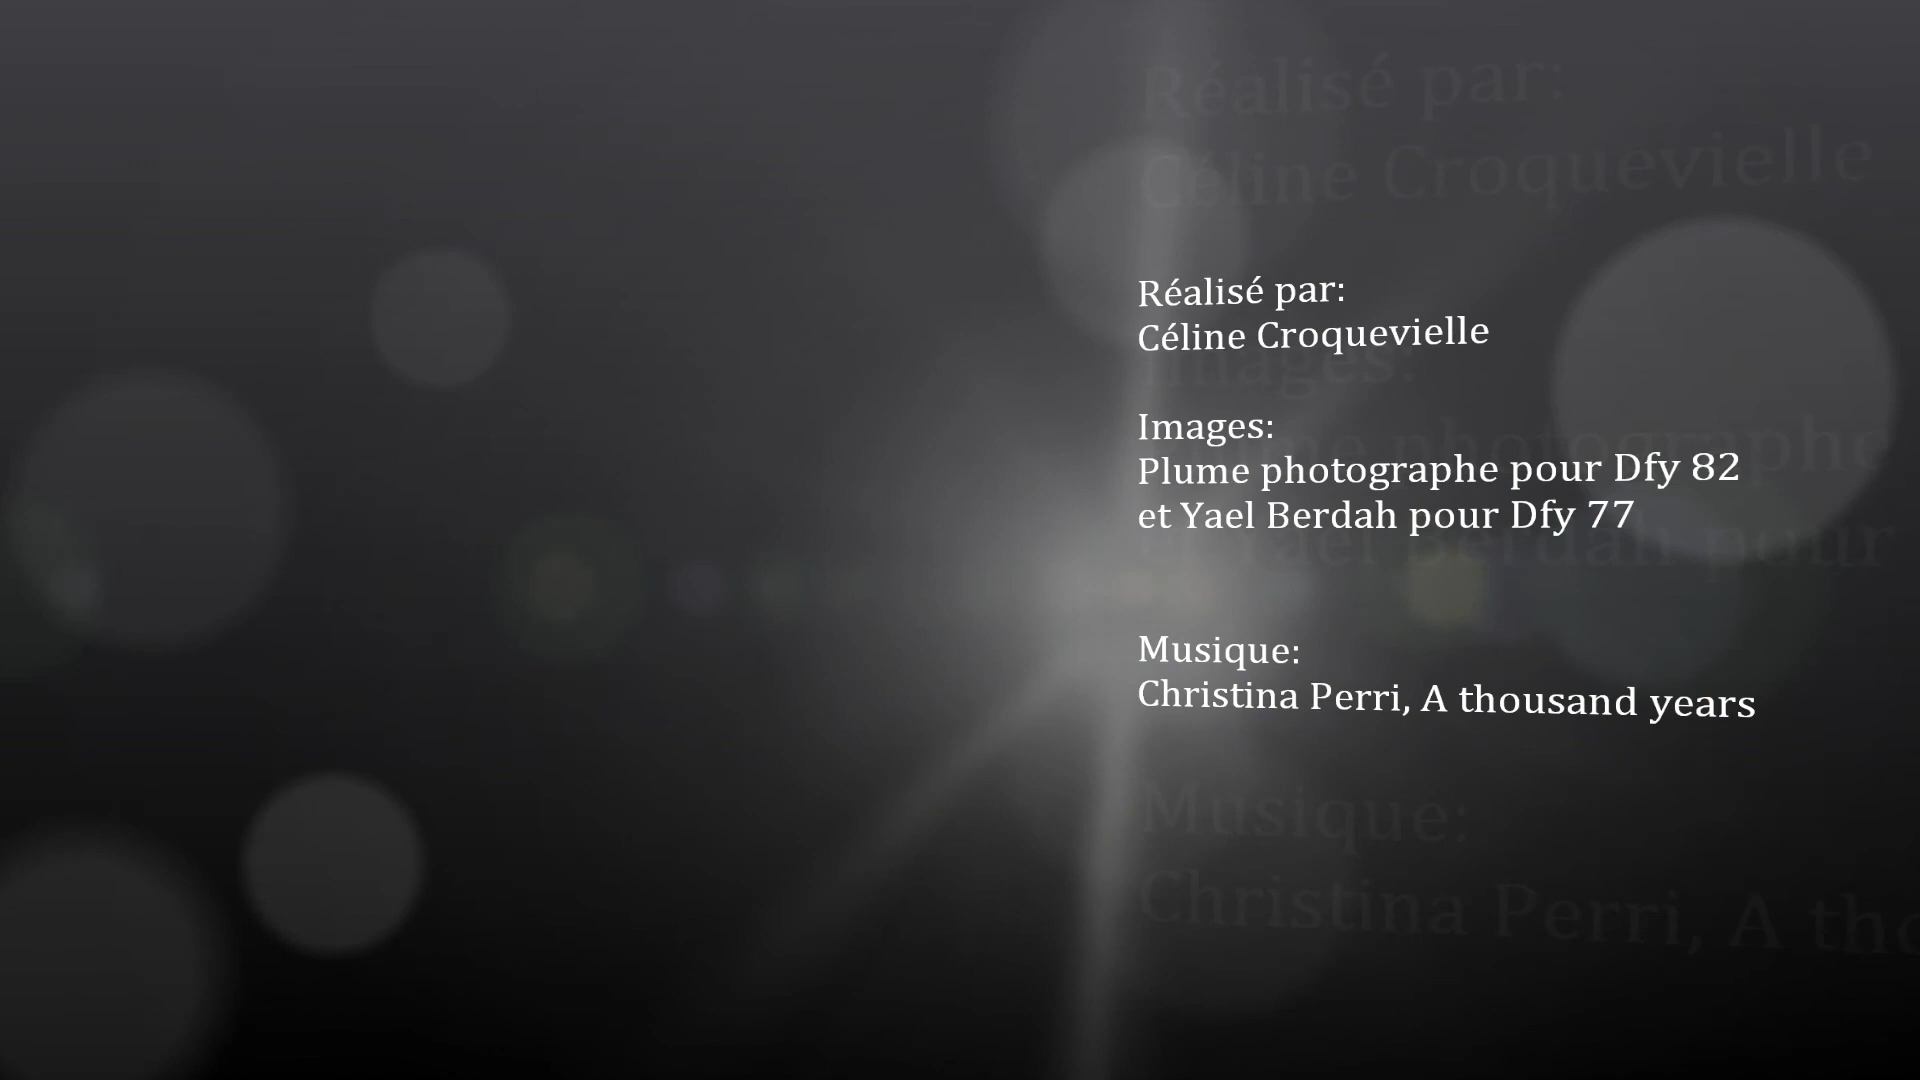 Réalisé par:
Céline Croquevielle
Images:
Plume photographe pour Dfy 82
et Yael Berdah pour Dfy 77
Musique:
Christina Perri, A thousand years